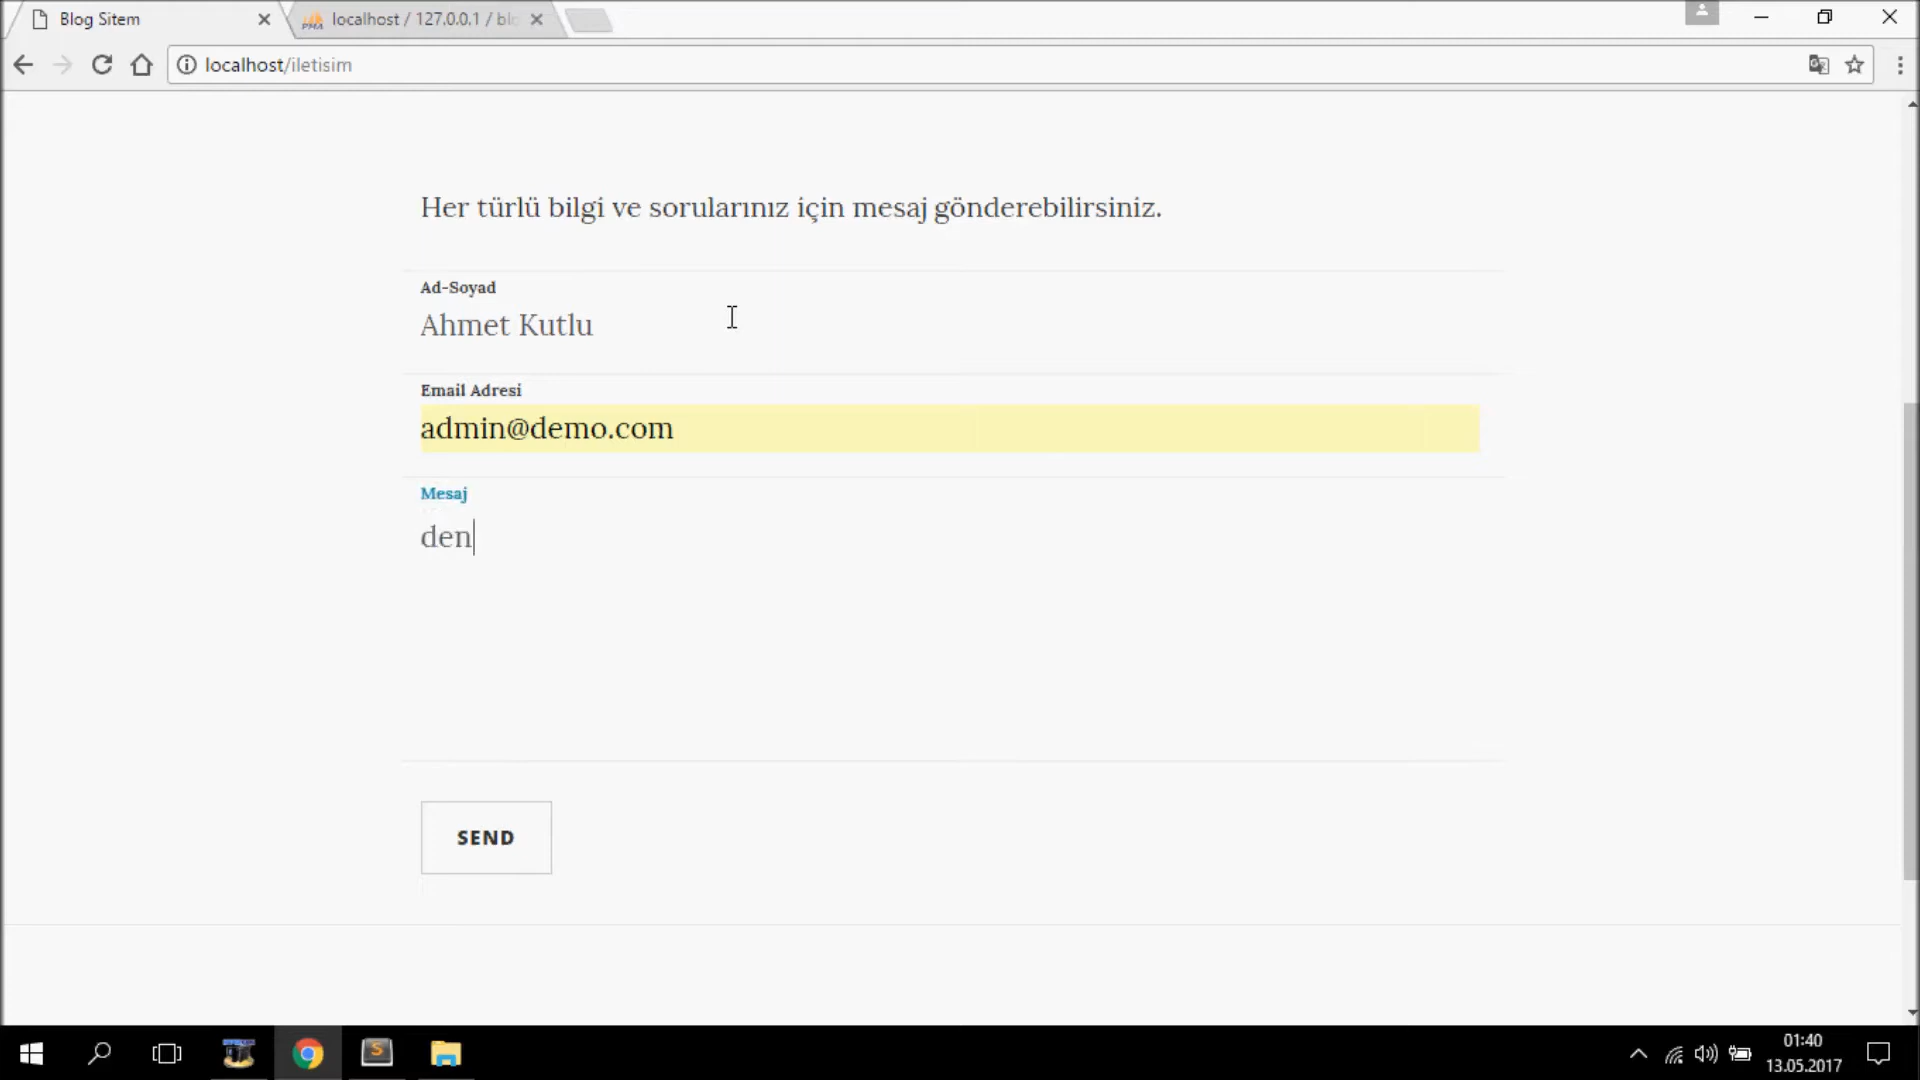 Blog Sitem
localhost / 127.0.0.1 / blo
localhost/iletisim
Her türlü bilgi ve sorularınız için mesaj gönderebilirsiniz.
Ad-Soyad
Ahmet Kutlu
Email Adresi
admin@demo.com
Mesaj
den
SEND
01:40
13.05.2017